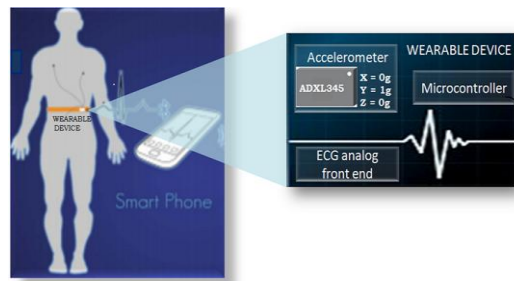 WEARABLE
DEVICE
Smart Phone
Accelerometer
ADXL345
X = 0g
Y = 1g
Z = 0g
WEARABLE DEVICE
Microcontroller
ECG analog
front end